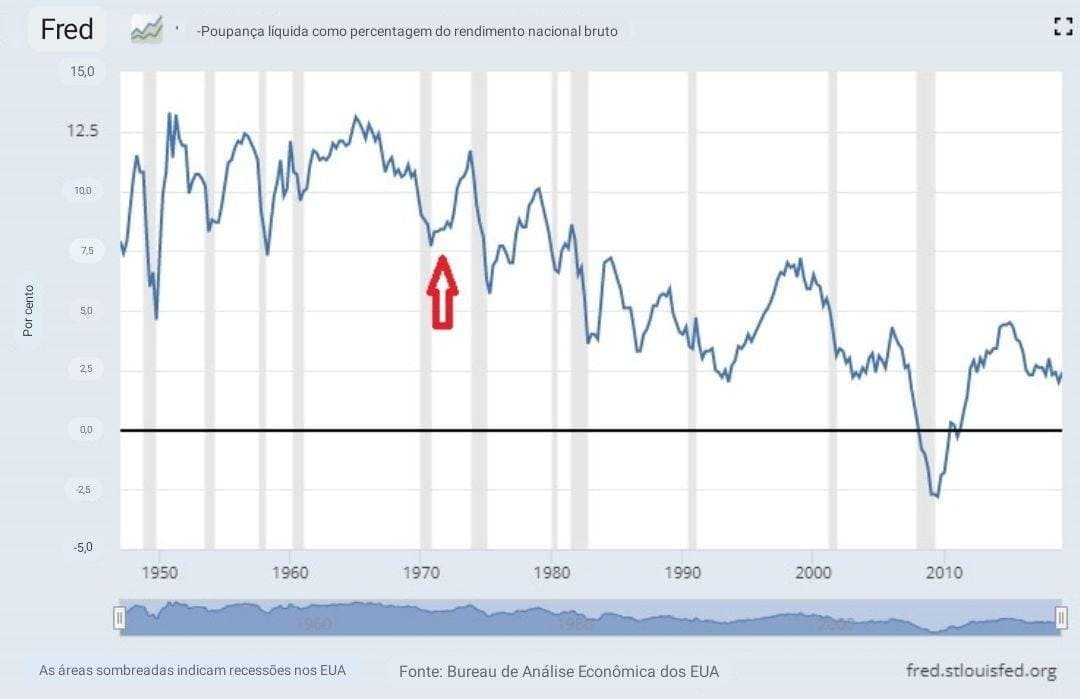 Fred
-Poupança líquida como percentagem do rendimento nacional bruto
15,0
12.5
10,0
7,5
5,0
2,5
0,0
-2,5
-5,0
Por cento
1950 1960 1970 1980 1990 2000 2010
1960 1980 2000
As áreas sombreadas indicam recessões nos EUA
Fonte: Bureau de Análise Econômica dos EUA
fred.stlouisfed.org